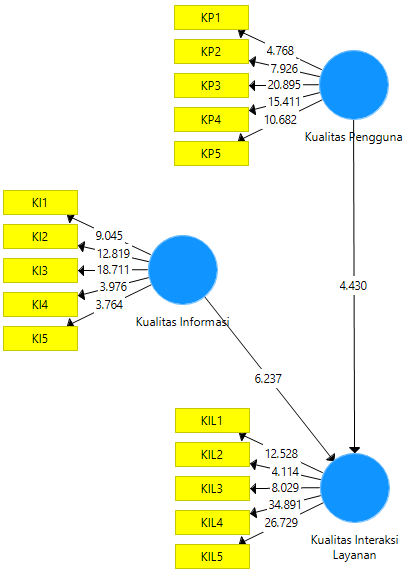 KP1
4.768
KP2
7.926
KP3
20.895
KP4
15.411
KP5
10.682
Kualitas Pengguna
KI1
9.045
KI2
12.819
KI3
18.711
KI4
3.976
KI5
3.764
Kualitas Informasi
4.430
6.237
KIL1
12.528
KIL2
4.114
KIL3
8.029
KIL4
34.891
KIL5
26.729
Kualitas Interaksi
Layanan